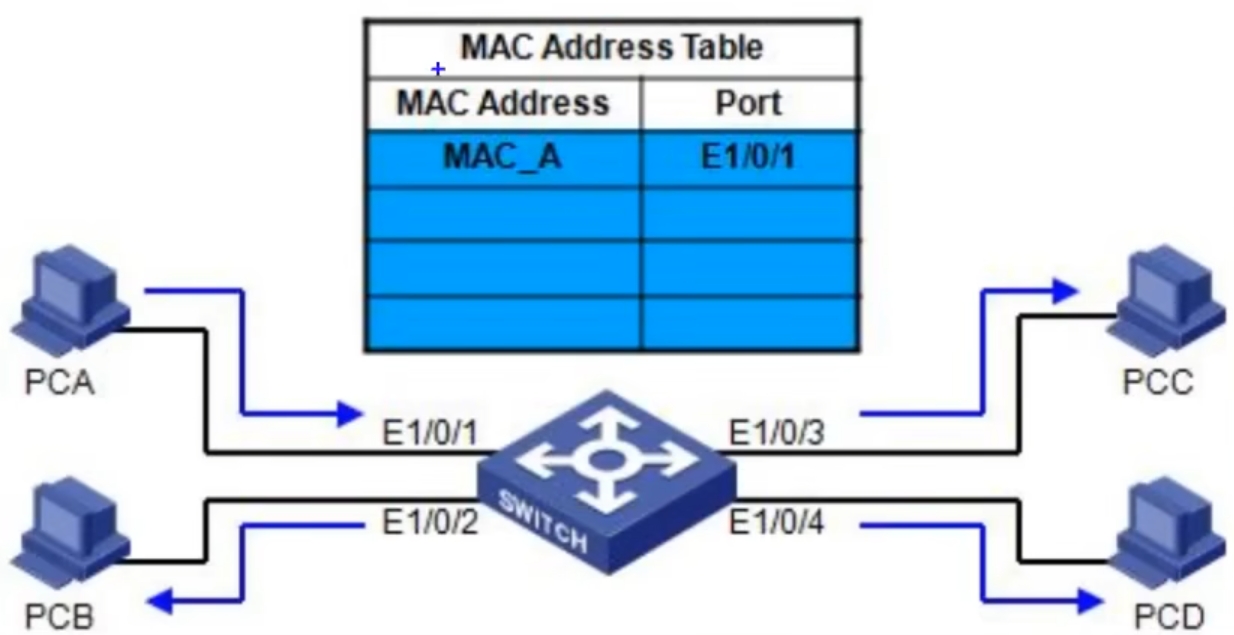 MAC Address Table
MAC Address Port
MAC_A E1/0/1
PCA
PCC
E1/0/1
E1/0/3
SWITCH
E1/0/2
E1/0/4
PCB
PCD